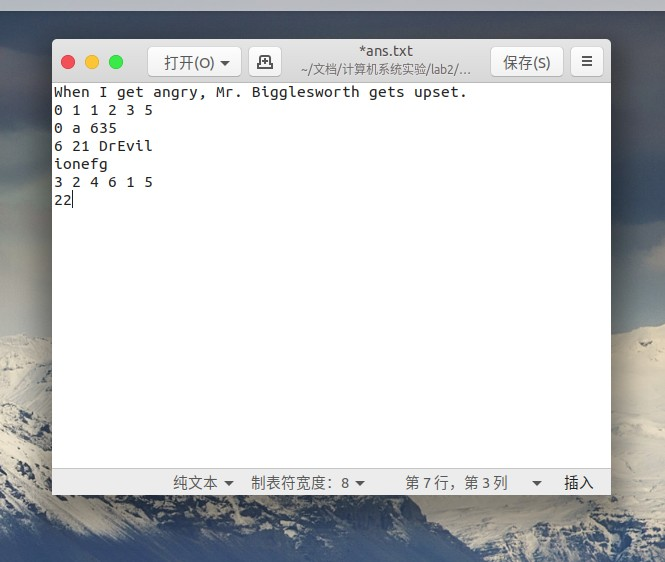 *ans.txt
打开(O)
~/文档/计算机系统实验/lab2/…
保存(S)
When I get angry, Mr. Bigglesworth gets upset.
0 1 1 2 3 5
0 a 635
6 21 DrEvil
ionefg
3 2 4 6 1 5
22
纯文本
制表符宽度：8
第 7 行，第 3 列
插入